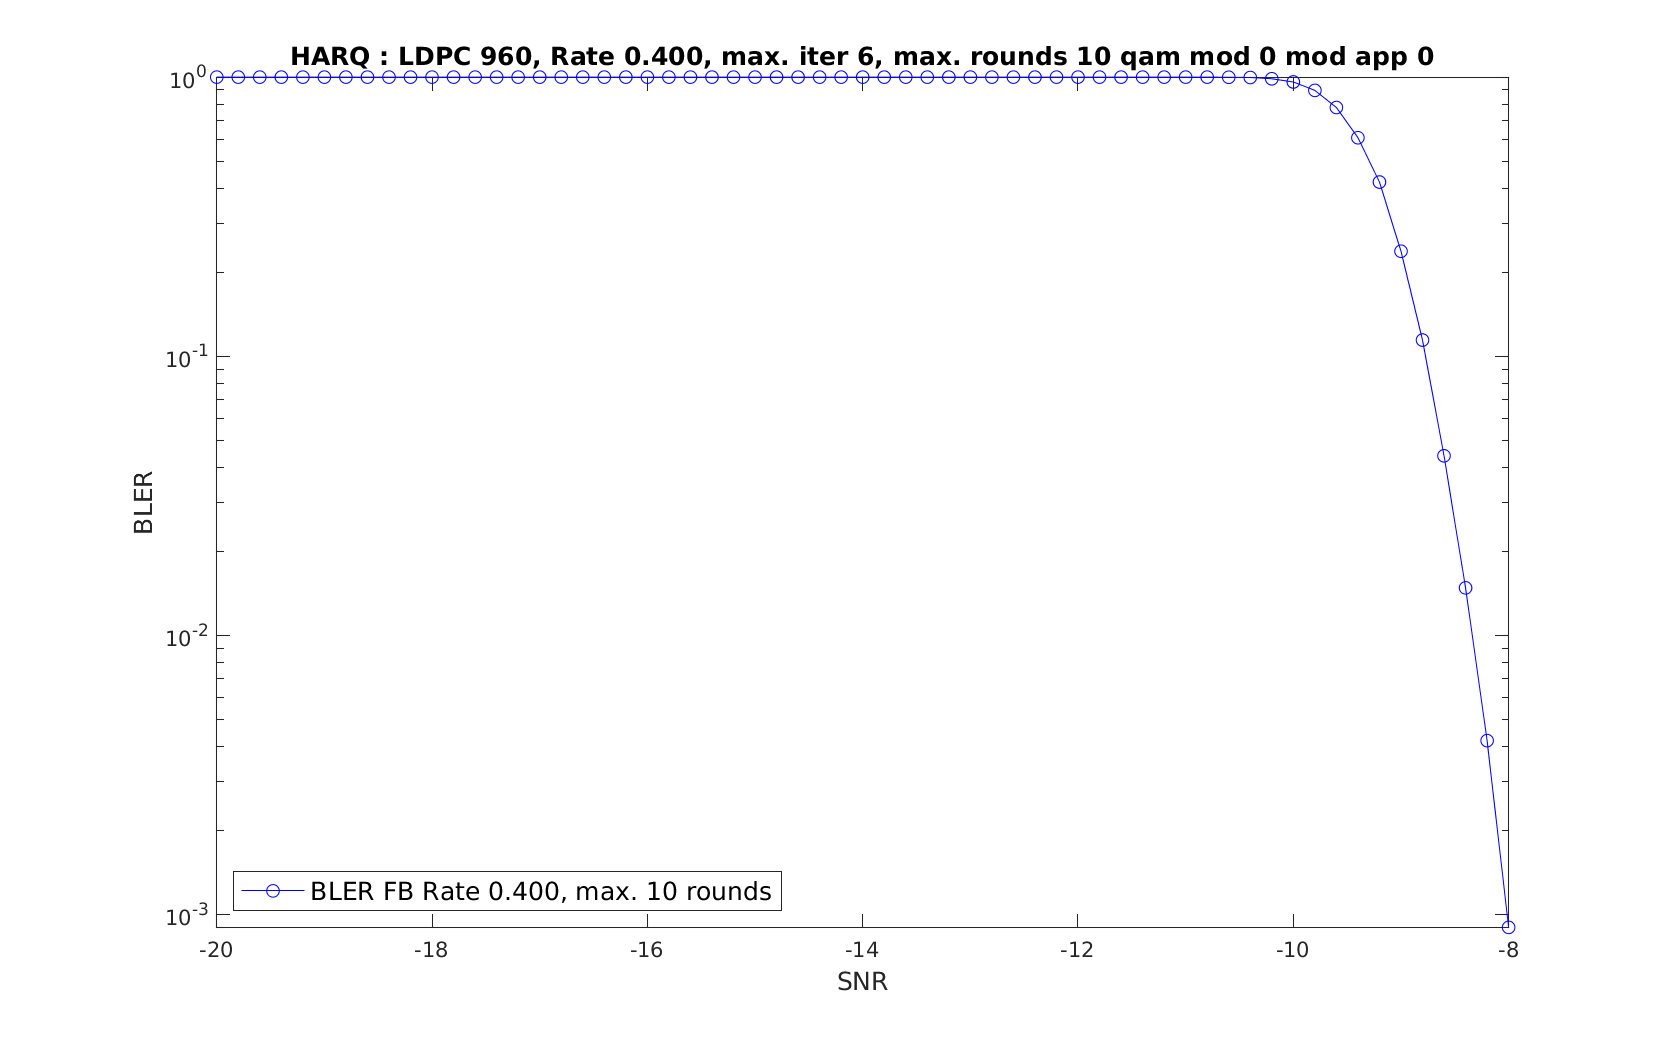 HARQ : LDPC 960, Rate 0.400, max. iter 6, max. rounds 10 qam mod 0 mod app 0
10^0
10^-1
10^-2
10^-3
BLER
BLER FB Rate 0.400, max. 10 rounds
-20 -18 -16 -14 -12 -10 -8
SNR